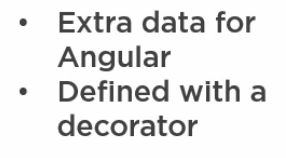 • Extra data for
Angular
• Defined with a
decorator